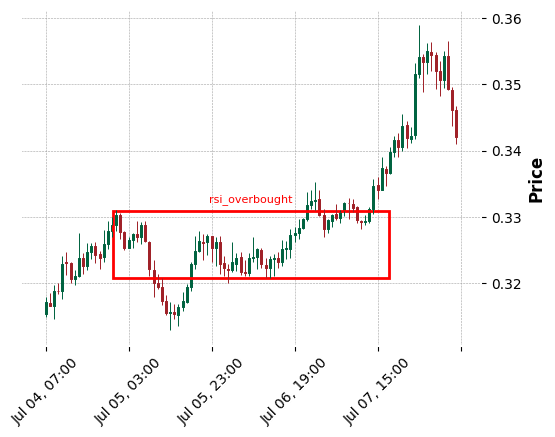 0.36
0.35
0.34
0.33
0.32
Price
rsi_overbought
Jul 04, 07:00
Jul 05, 03:00
Jul 05, 23:00
Jul 06, 19:00
Jul 07, 15:00